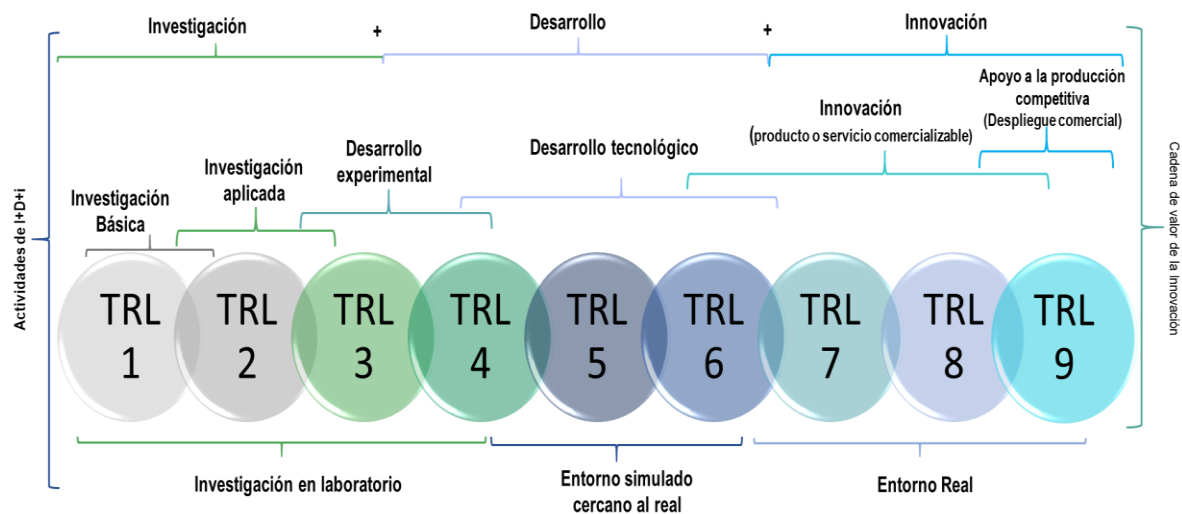 Investigación
+
Desarrollo
+
Innovación
Apoyo a la producción
competitiva
(Despliegue comercial)
Innovación
(producto o servicio comercializable)
Desarrollo tecnológico
Desarrollo
experimental
Investigación
aplicada
Investigación
Básica
Actividades de I+D+i
Cadena de valor de la Innovación
TRL
1
TRL
2
TRL
3
TRL
4
TRL
5
TRL
6
TRL
7
TRL
8
TRL
9
Investigación en laboratorio
Entorno simulado
cercano al real
Entorno Real